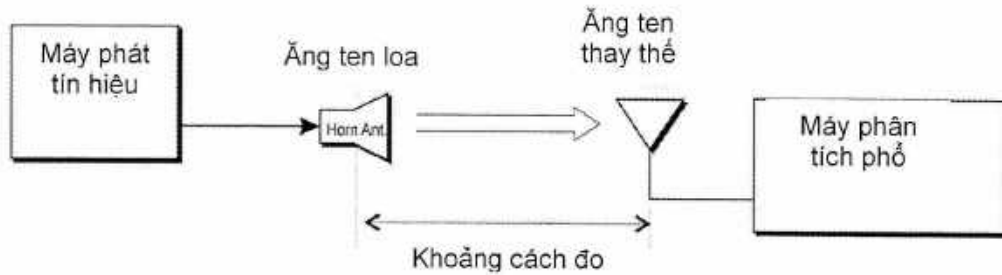 Máy phát
tín hiệu
Ăng ten loa
Horn Ant.
Ăng ten
thay thế
Máy phân
tích phổ
Khoảng cách đo